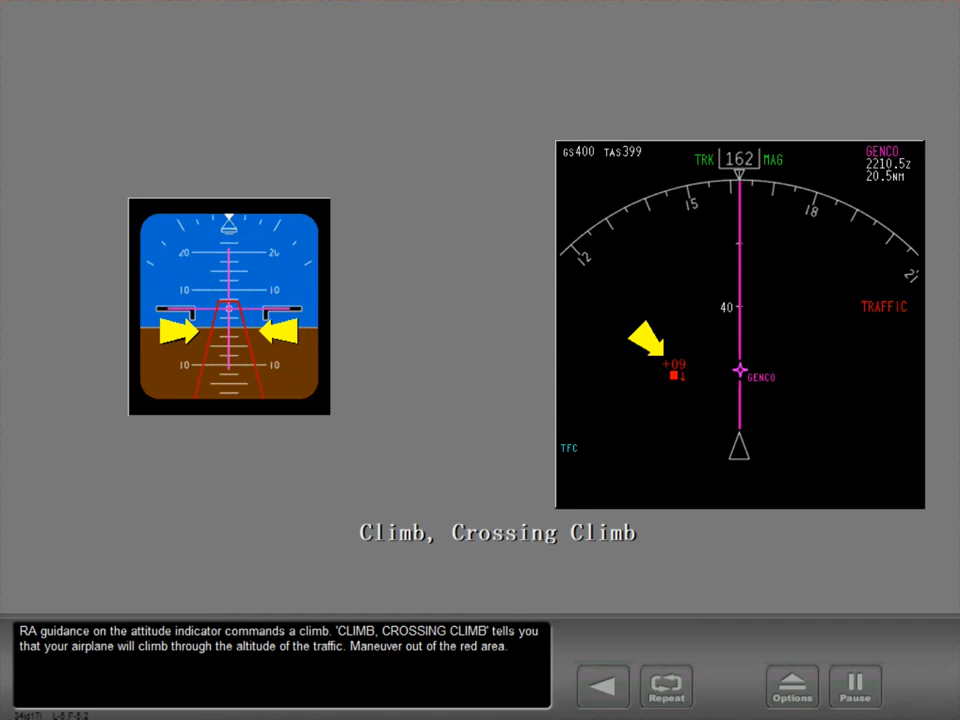 GS400 TAS399
TRK 162 MAG
GENCO
2210.5Z
20.5NM
12
15
18
21
20 20
10 10
10 10
40
TRAFFIC
+09
GENCO
TFC
Climb, Crossing Climb
RA guidance on the attitude indicator commands a climb. 'CLIMB, CROSSING CLIMB' tells you
that your airplane will climb through the altitude of the traffic. Maneuver out of the red area.
Repeat
Options
Pause